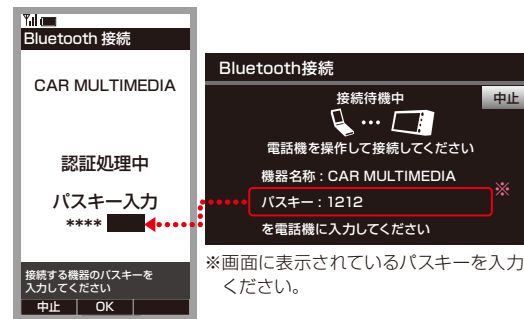 Bluetooth 接続
CAR MULTIMEDIA
認証処理中
パスキー入力
****
接続する機器のパスキーを
入力してください
中止 OK
Bluetooth接続
接続待機中
中止
電話機を操作して接続してください
機器名称 : CAR MULTIMEDIA
パスキー : 1212
※
を電話機に入力してください
※画面に表示されているパスキーを入力
ください。